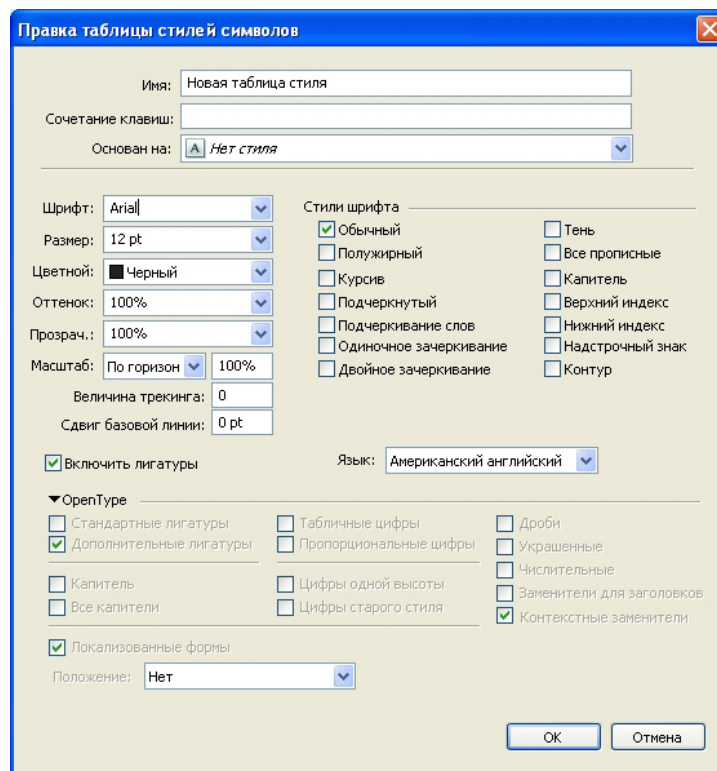 Правка таблицы стилей символов
Имя: Новая таблица стиля
Сочетание клавиш:
Основан на: A Нет стиля
Шрифт: Arial
Размер: 12 pt
Цветной: Черный
Оттенок: 100%
Прозрач.: 100%
Масштаб: По горизон 100%
Величина трекинга: 0
Сдвиг базовой линии: 0 pt
Стили шрифта
Обычный Тень
Полужирный Все прописные
Курсив Капитель
Подчеркнутый Верхний индекс
Подчеркивание слов Нижний индекс
Одиночное зачеркивание Надстрочный знак
Двойное зачеркивание Контур
Включить лигатуры Язык: Американский английский
OpenType
Стандартные лигатуры Табличные цифры Дроби
Дополнительные лигатуры Пропорциональные цифры Украшенные
Числительные
Капитель Цифры одной высоты Заменители для заголовков
Все капители Цифры старого стиля Контекстные заменители
Локализованные формы
Положение: Нет
OK Отмена